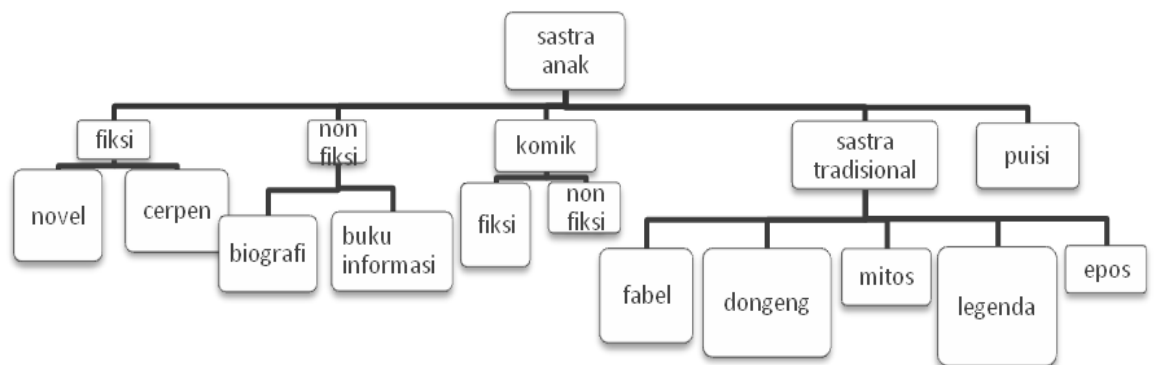 sastra
anak
fiksi
non
fiksi
komik
sastra
tradisional
puisi
novel
cerpen
biografi
buku
informasi
fiksi
non
fiksi
fabel
dongeng
mitos
legenda
epos